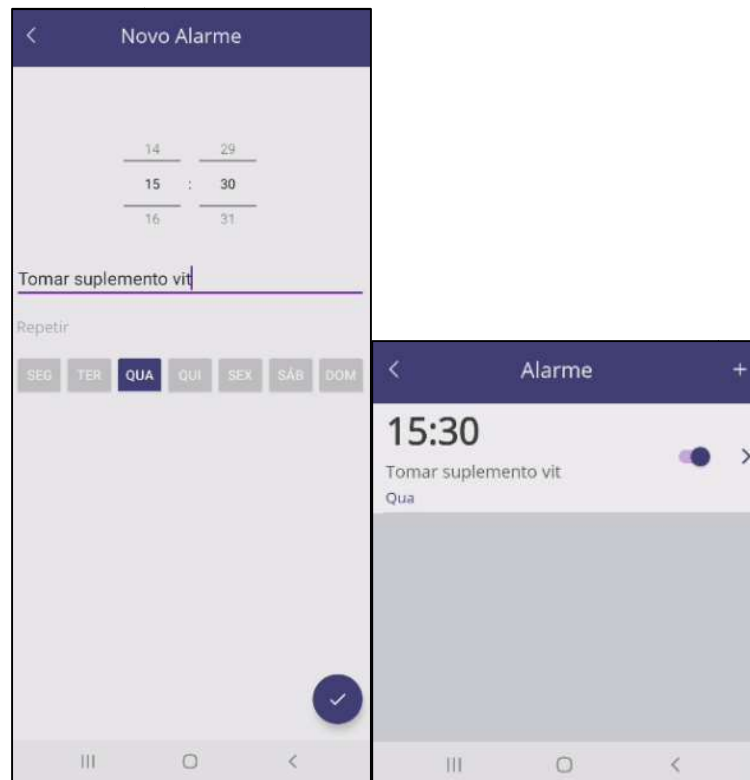 Novo Alarme
14 29
15 : 30
16 31
Tomar suplemento vit
Repetir
SEG TER QUA QUI SEX SÁB DOM
Alarme +
15:30
Tomar suplemento vit
Qua